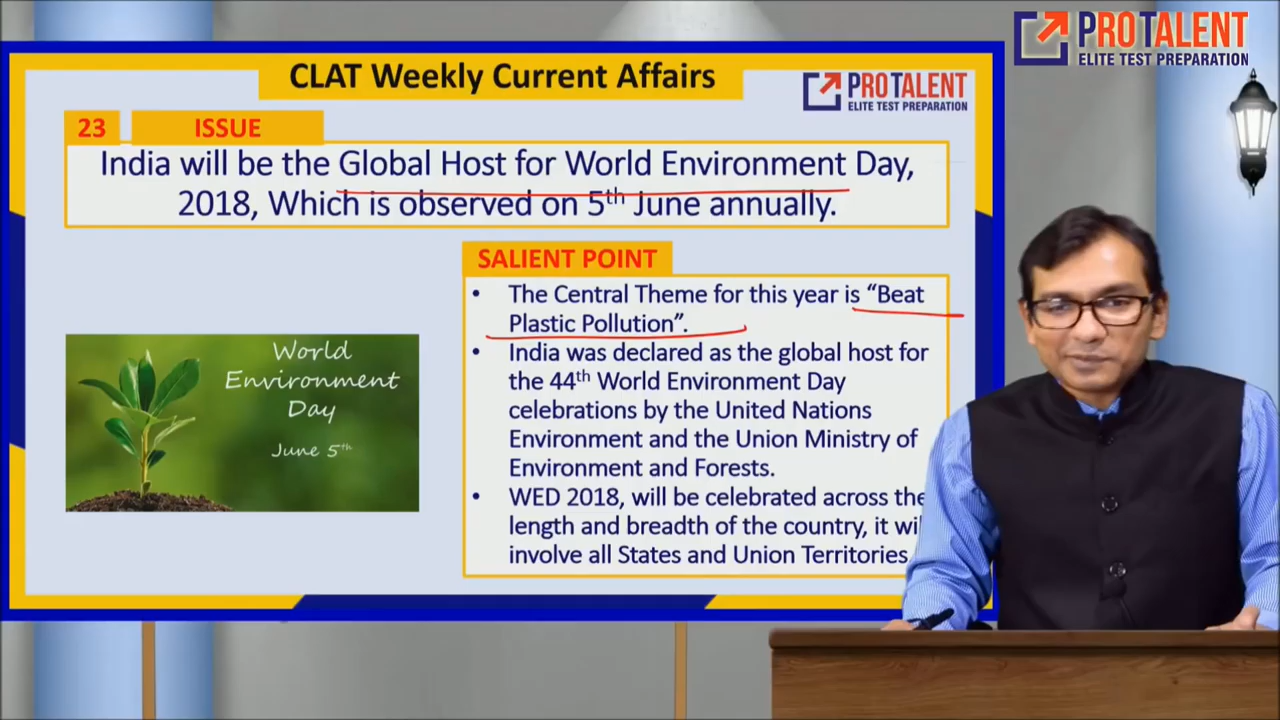 PROTALENT
ELITE TEST PREPARATION
CLAT Weekly Current Affairs
PROTALENT
ELITE TEST PREPARATION
23 ISSUE
India will be the Global Host for World Environment Day,
2018, Which is observed on 5th June annually.
SALIENT POINT
• The Central Theme for this year is “Beat
Plastic Pollution”.
• India was declared as the global host for
the 44th World Environment Day
celebrations by the United Nations
Environment and the Union Ministry of
Environment and Forests.
• WED 2018, will be celebrated across the
length and breadth of the country, it wil
involve all States and Union Territories.
World
Environment
Day
June 5th